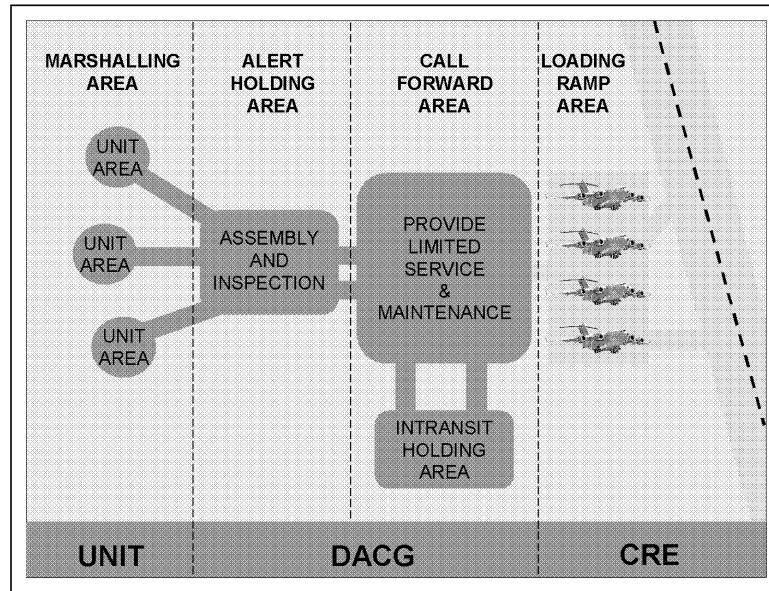 MARSHALLING
AREA
ALERT
HOLDING
AREA
CALL
FORWARD
AREA
LOADING
RAMP
AREA
UNIT
AREA
UNIT
AREA
UNIT
AREA
ASSEMBLY
AND
INSPECTION
PROVIDE
LIMITED
SERVICE
&
MAINTENANCE
INTRANSIT
HOLDING
AREA
UNIT
DACG
CRE